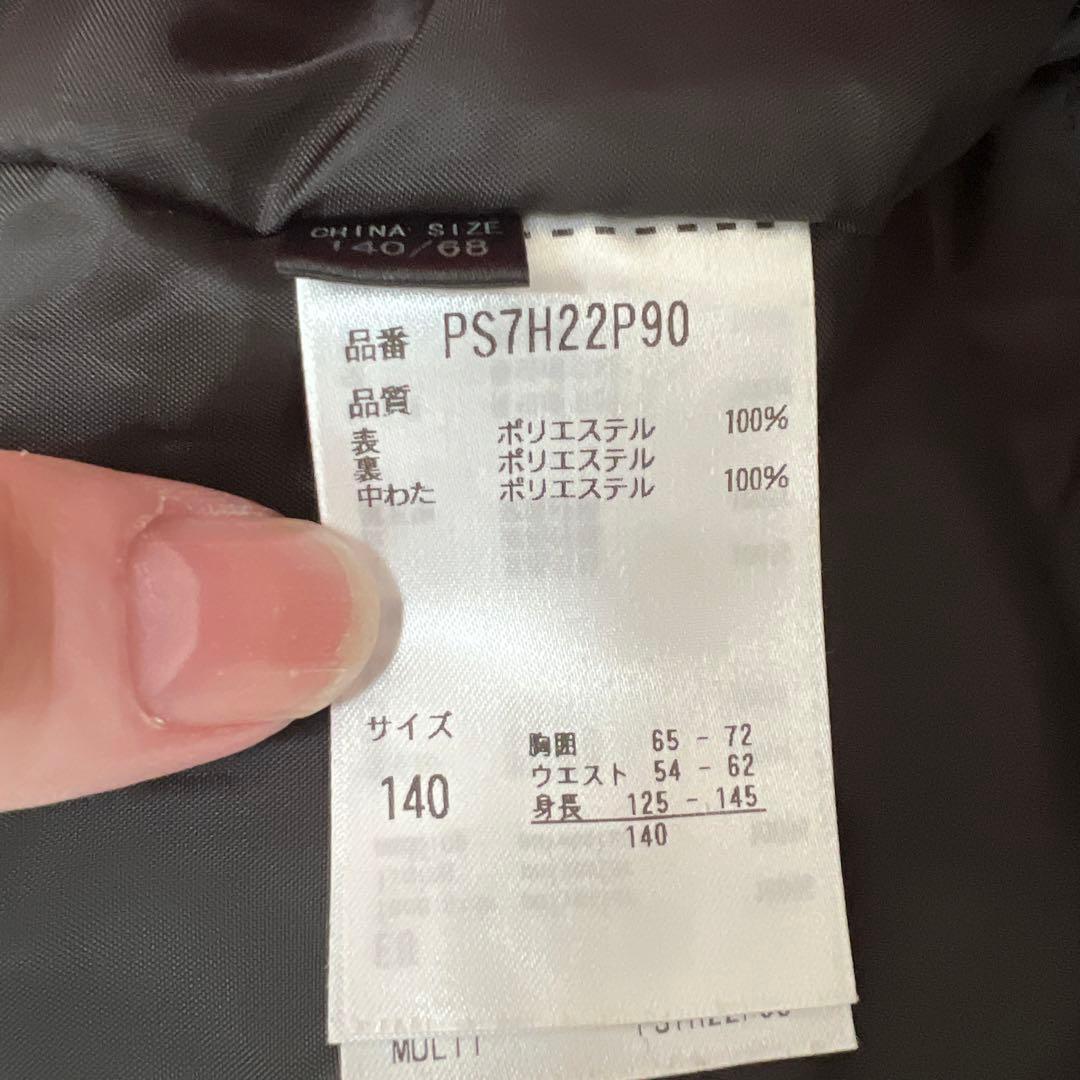 CHINA SIZE
140/68
品番 PS7H22P90
品質
表 ポリエステル 100%
裏 ポリエステル
中わた ポリエステル 100%
サイズ
140
胸囲 65 - 72
ウエスト 54 - 62
身長 125 - 145
140
MULTI